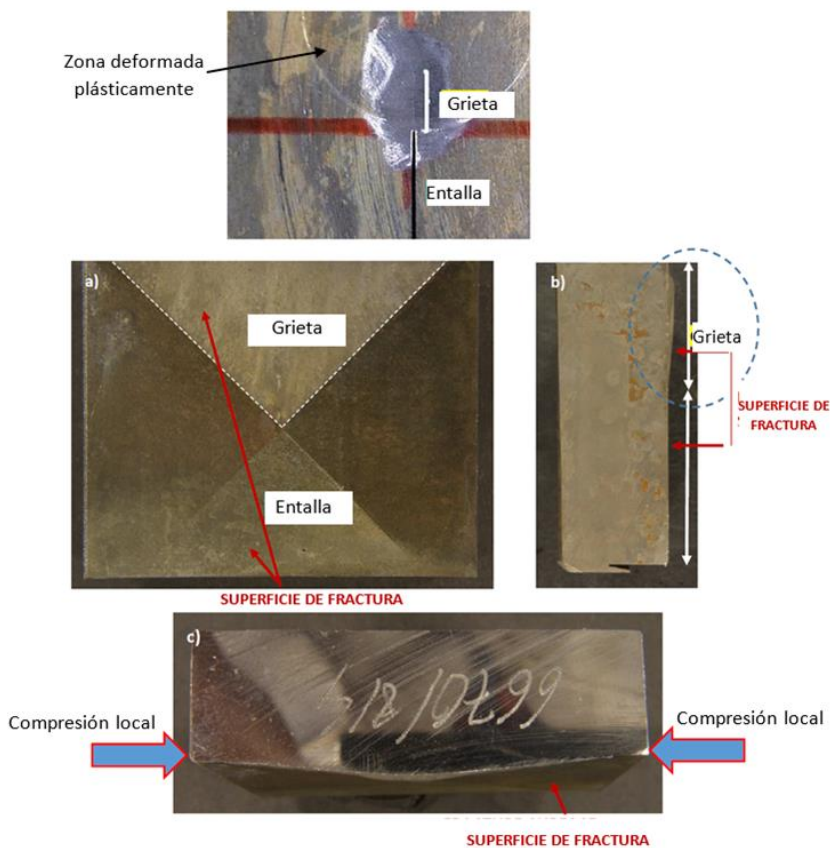 Zona deformada
plásticamente
Grieta
Entalla
a)
Grieta
Entalla
SUPERFICIE DE FRACTURA
b)
Grieta
SUPERFICIE DE
FRACTURA
c)
Compresión local
Compresión local
SUPERFICIE DE FRACTURA